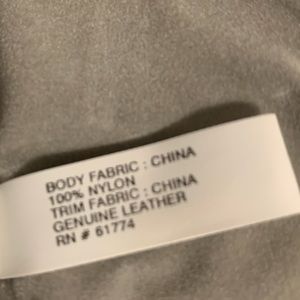 BODY FABRIC : CHINA
100% NYLON
TRIM FABRIC : CHINA
GENUINE LEATHER
RN # 61774